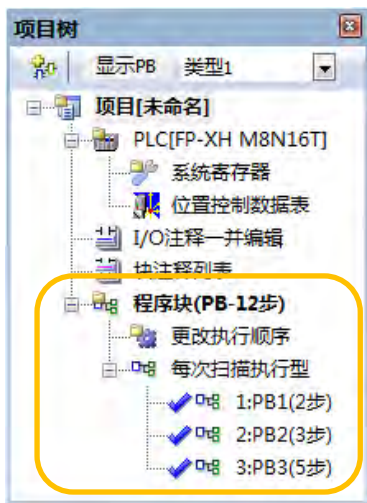 项目树
显示PB 类型1
项目[未命名]
PLC[FP-XH M8N16T]
系统寄存器
位置控制数据表
I/O注释一并编辑
块注释列表
程序块(PB-12步)
更改执行顺序
每次扫描执行型
1:PB1(2步)
2:PB2(3步)
3:PB3(5步)